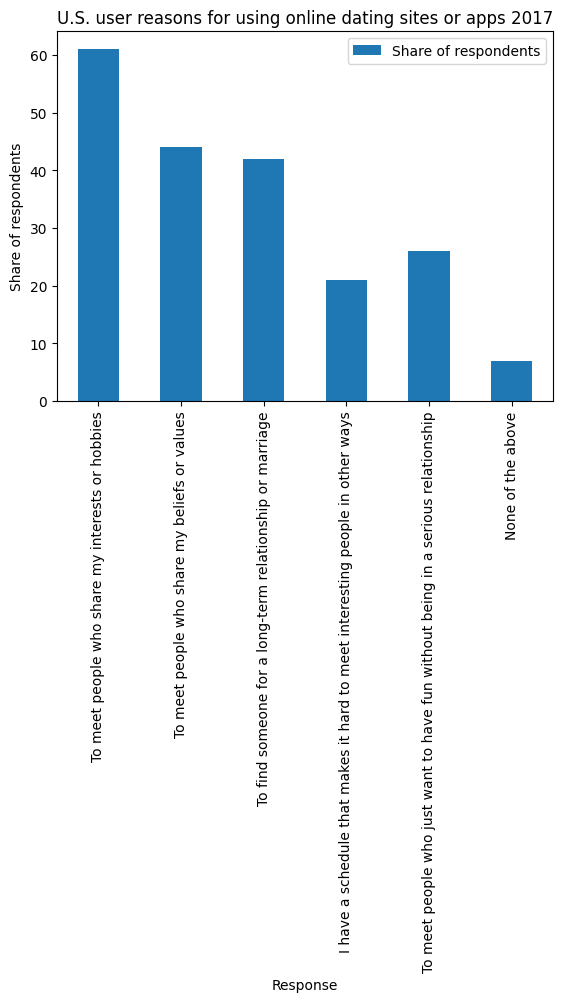 U.S. user reasons for using online dating sites or apps 2017
Share of respondents
Share of respondents
60
50
40
30
20
10
0
To meet people who share my interests or hobbies
To meet people who share my beliefs or values
To find someone for a long-term relationship or marriage
I have a schedule that makes it hard to meet interesting people in other ways
To meet people who just want to have fun without being in a serious relationship
None of the above
Response